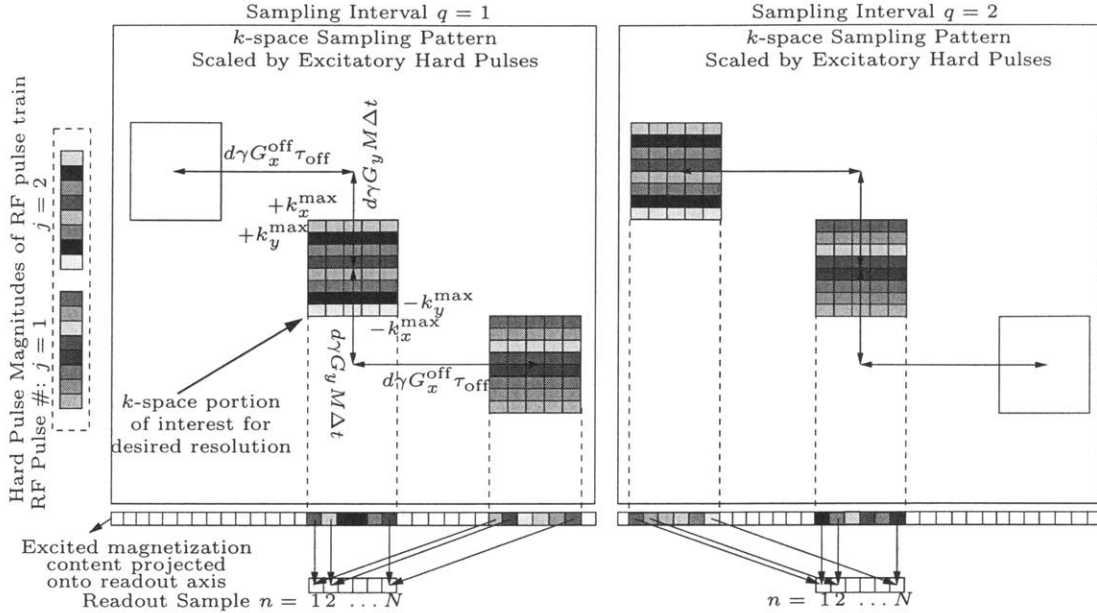 Sampling Interval q = 1
k-space Sampling Pattern
Scaled by Excitatory Hard Pulses
Hard Pulse Magnitudes of RF pulse train
RF Pulse #: j = 1
j = 2
dγG_x^off τ_off
dγG_y MΔt
+k_x^max
+k_y^max
−k_y^max
−k_x^max
dγG_y MΔt
dγG_x^off τ_off
k-space portion
of interest for
desired resolution
Excited magnetization
content projected
onto readout axis
Readout Sample n = 1 2 ... N
Sampling Interval q = 2
k-space Sampling Pattern
Scaled by Excitatory Hard Pulses
n = 1 2 ... N